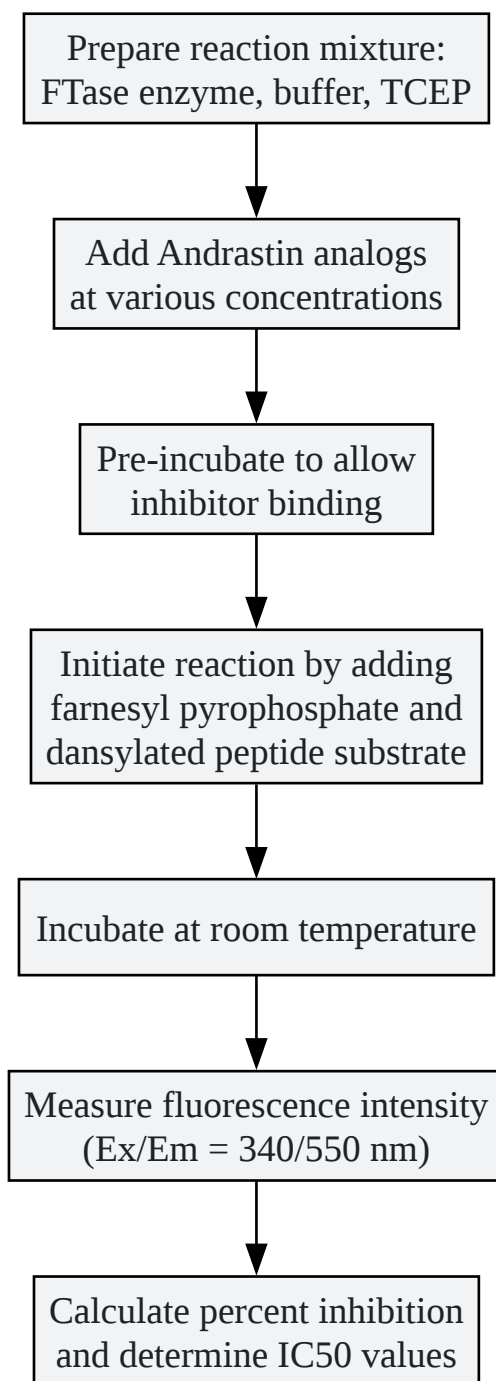 Prepare reaction mixture:
FTase enzyme, buffer, TCEP
Add Andrastin analogs
at various concentrations
Pre-incubate to allow
inhibitor binding
Initiate reaction by adding
farnesyl pyrophosphate and
dansylated peptide substrate
Incubate at room temperature
Measure fluorescence intensity
(Ex/Em = 340/550 nm)
Calculate percent inhibition
and determine IC50 values